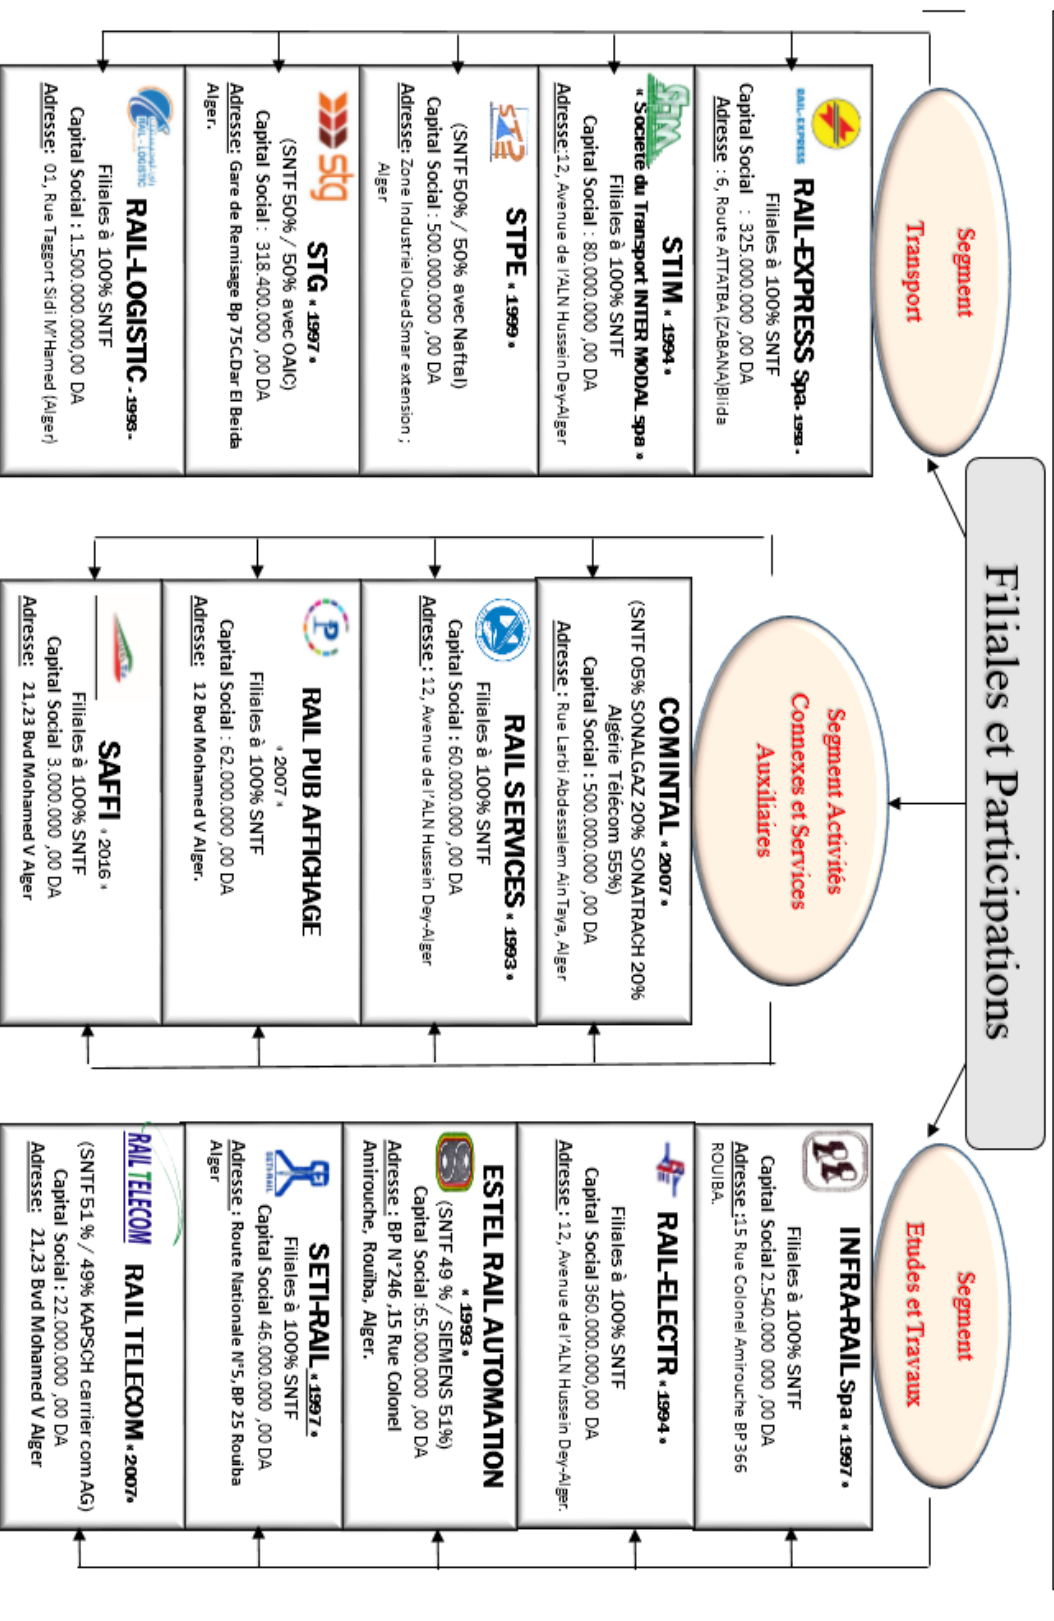 Filiales et Participations
Segment
Transport
RAIL-EXPRESS
RAIL-EXPRESS Spa- 1993 -
Filiales à 100% SNTF
Capital Social : 325.000.000 ,00 DA
Adresse : 6, Route ATTATBA (ZABANA)Blida
STIM
STIM « 1994 »
« Societe du Transport INTER MODAL spa »
Filiales à 100% SNTF
Capital Social : 80.000.000 ,00 DA
Adresse:12, Avenue de l'ALN Hussein Dey-Alger
STPE
STPE « 1999 »
(SNTF 50% / 50% avec Naftal)
Capital Social : 500.000.000 ,00 DA
Adresse: Zone Industriel Oued Smar extension ;
Alger
stg
STG « 1997 »
(SNTF 50% / 50% avec OAIC)
Capital Social : 318.400.000 ,00 DA
Adresse: Gare de Remisage Bp 75C.Dar El Beida
Alger.
RAIL - LOGISTIC
RAIL-LOGISTIC - 1993-
Filiales à 100% SNTF
Capital Social : 1.500.000.000,00 DA
Adresse: 01, Rue Taggort Sidi M'Hamed (Alger)
Segment Activités
Connexes et Services
Auxiliaires
COMINTAL « 2007 »
(SNTF 05% SONALGAZ 20% SONATRACH 20%
Algérie Télécom 55%)
Capital Social : 500.000.000 ,00 DA
Adresse : Rue Larbi Abdessalem Ain Taya, Alger
RAIL SERVICES « 1993 »
Filiales à 100% SNTF
Capital Social : 60.000.000 ,00 DA
Adresse : 12, Avenue de l'ALN Hussein Dey-Alger
P
RAIL PUB AFFICHAGE
« 2007 »
Filiales à 100% SNTF
Capital Social : 62.000.000 ,00 DA
Adresse: 12 Bvd Mohamed V Alger.
SAFFI « 2016 »
Filiales à 100% SNTF
Capital Social 3.000.000 ,00 DA
Adresse: 21,23 Bvd Mohamed V Alger
Segment
Etudes et Travaux
INFRA-RAIL Spa « 1997 »
Filiales à 100% SNTF
Capital Social 2.540.000 000 ,00 DA
Adresse :15 Rue Colonel Amirouche BP 366
ROUIBA.
RAIL-ELECTR « 1994 »
Filiales à 100% SNTF
Capital Social 360.000.000,00 DA
Adresse : 12, Avenue de l'ALN Hussein Dey-Alger.
ESTEL RAIL AUTOMATION
« 1993 »
(SNTF 49 % / SIEMENS 51%)
Capital Social :65.000.000 ,00 DA
Adresse : BP N°246 ,15 Rue Colonel
Amirouche, Rouïba, Alger.
SETI-RAIL
SETI-RAIL « 1997 »
Filiales à 100% SNTF
Capital Social 46.000.000 ,00 DA
Adresse : Route Nationale N°5, BP 25 Rouiba
Alger
RAIL TELECOM
RAIL TELECOM « 2007»
(SNTF 51 % / 49% KAPSCH carrier com AG)
Capital Social : 22.000.000 ,00 DA
Adresse: 21,23 Bvd Mohamed V Alger